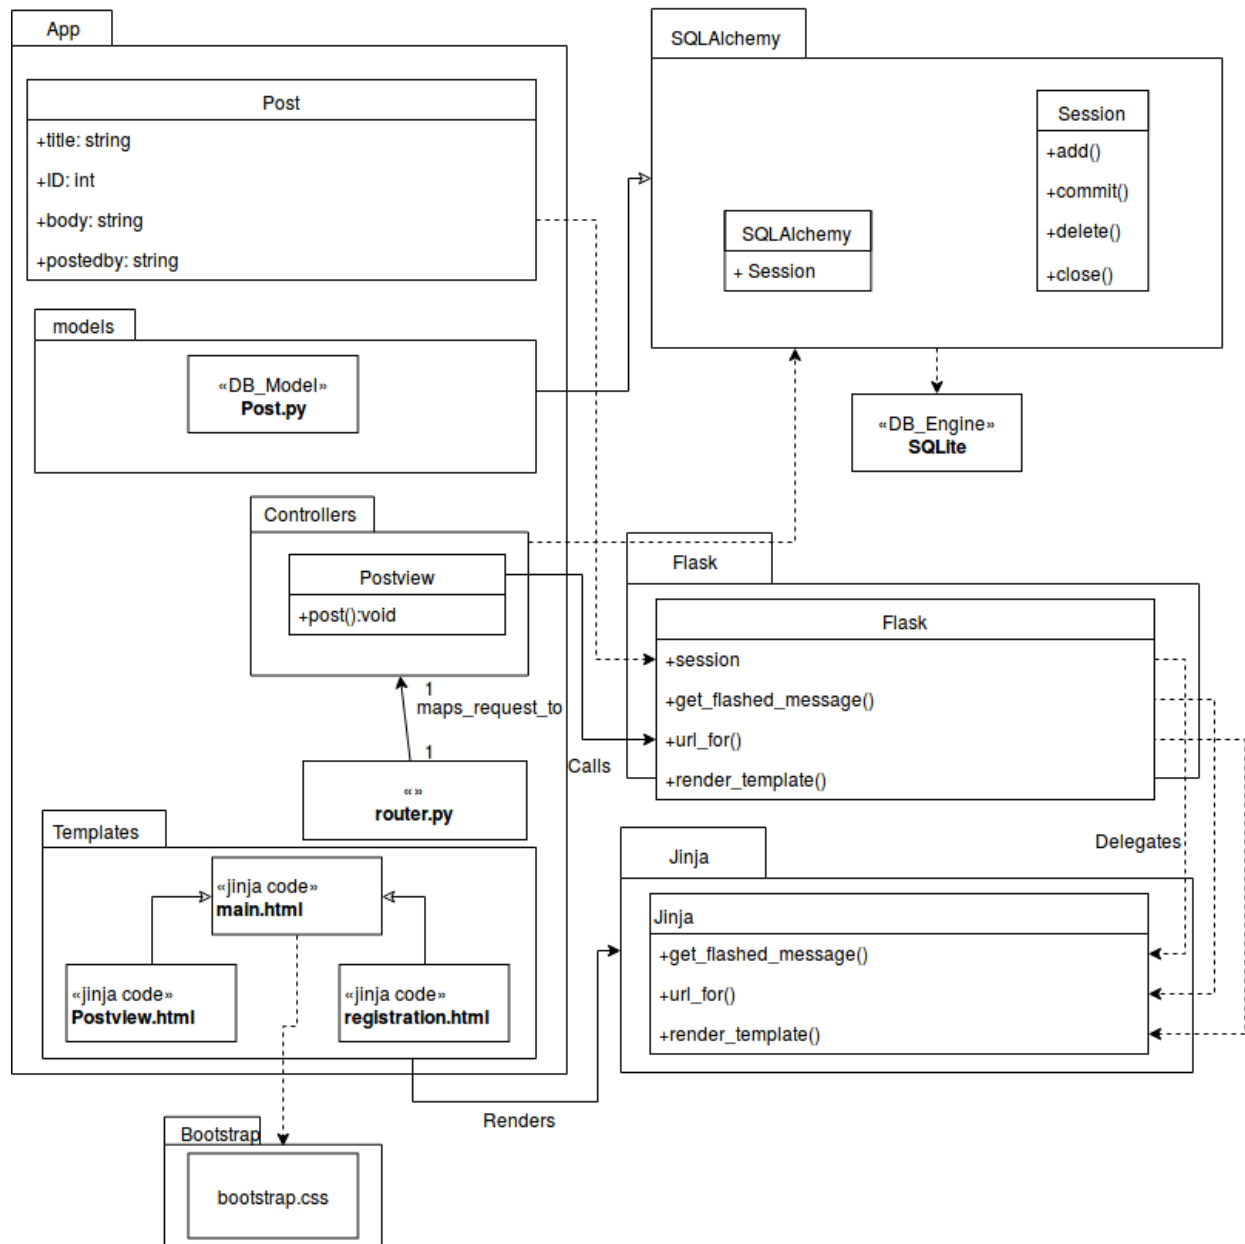 App
Post
+title: string
+ID: int
+body: string
+postedby: string
models
«DB_Model»
Post.py
Controllers
Postview
+post():void
1
maps_request_to
1
«»
router.py
Templates
«jinja code»
main.html
«jinja code»
Postview.html
«jinja code»
registration.html
Bootstrap
bootstrap.css
SQLAlchemy
SQLAlchemy
+ Session
Session
+add()
+commit()
+delete()
+close()
«DB_Engine»
SQLite
Flask
Flask
+session
+get_flashed_message()
+url_for()
+render_template()
Calls
Delegates
Jinja
Jinja
+get_flashed_message()
+url_for()
+render_template()
Renders